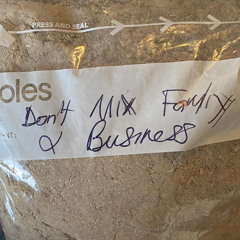 PRESS AND SEAL
oles
Don't MIX Family
& Business